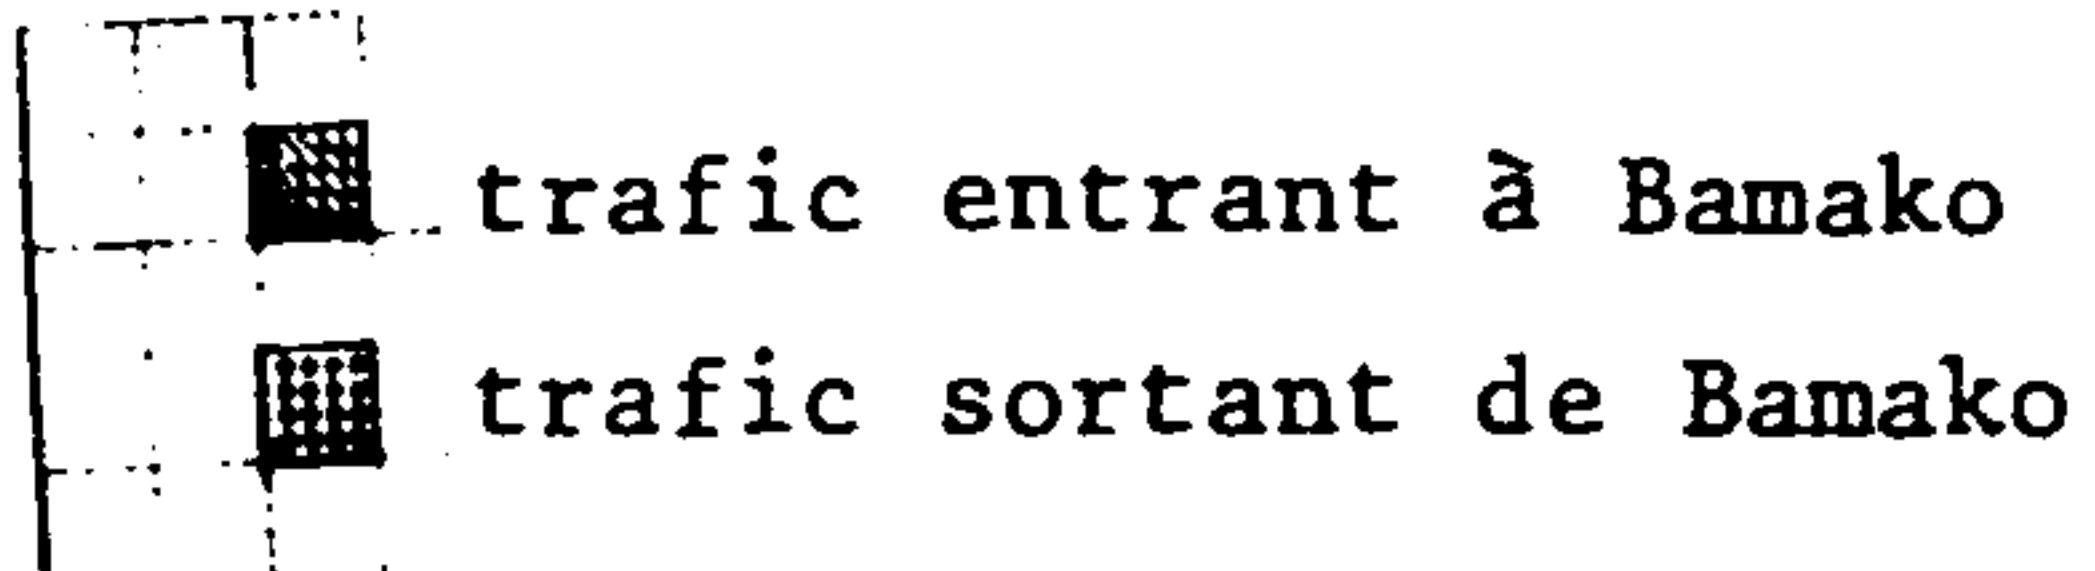 trafic entrant à Bamako
trafic sortant de Bamako